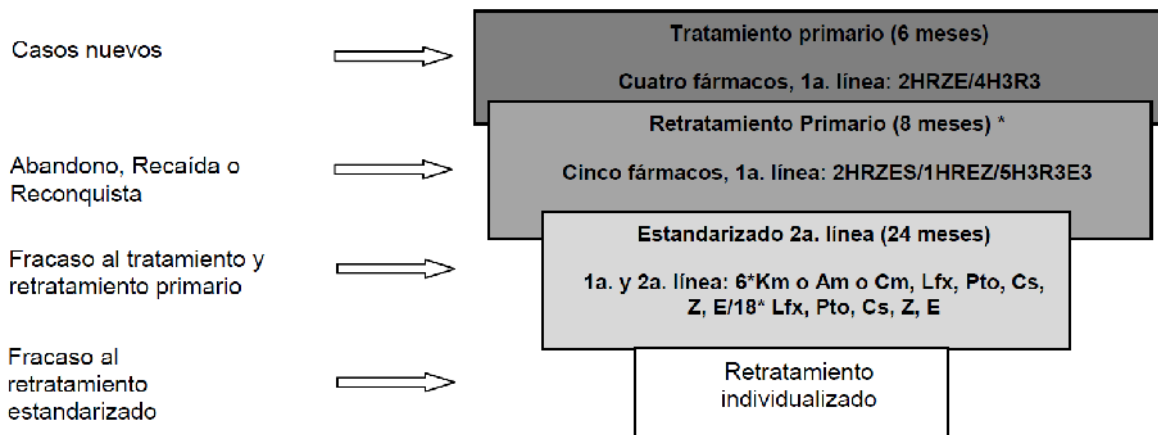 Casos nuevos
Tratamiento primario (6 meses)
Cuatro fármacos, 1a. línea: 2HRZE/4H3R3
Abandono, Recaída o
Reconquista
Retratamiento Primario (8 meses) *
Cinco fármacos, 1a. línea: 2HRZES/1HREZ/5H3R3E3
Fracaso al tratamiento y
retratamiento primario
Estandarizado 2a. línea (24 meses)
1a. y 2a. línea: 6*Km o Am o Cm, Lfx, Pto, Cs,
Z, E/18* Lfx, Pto, Cs, Z, E
Fracaso al
retratamiento
estandarizado
Retratamiento
individualizado